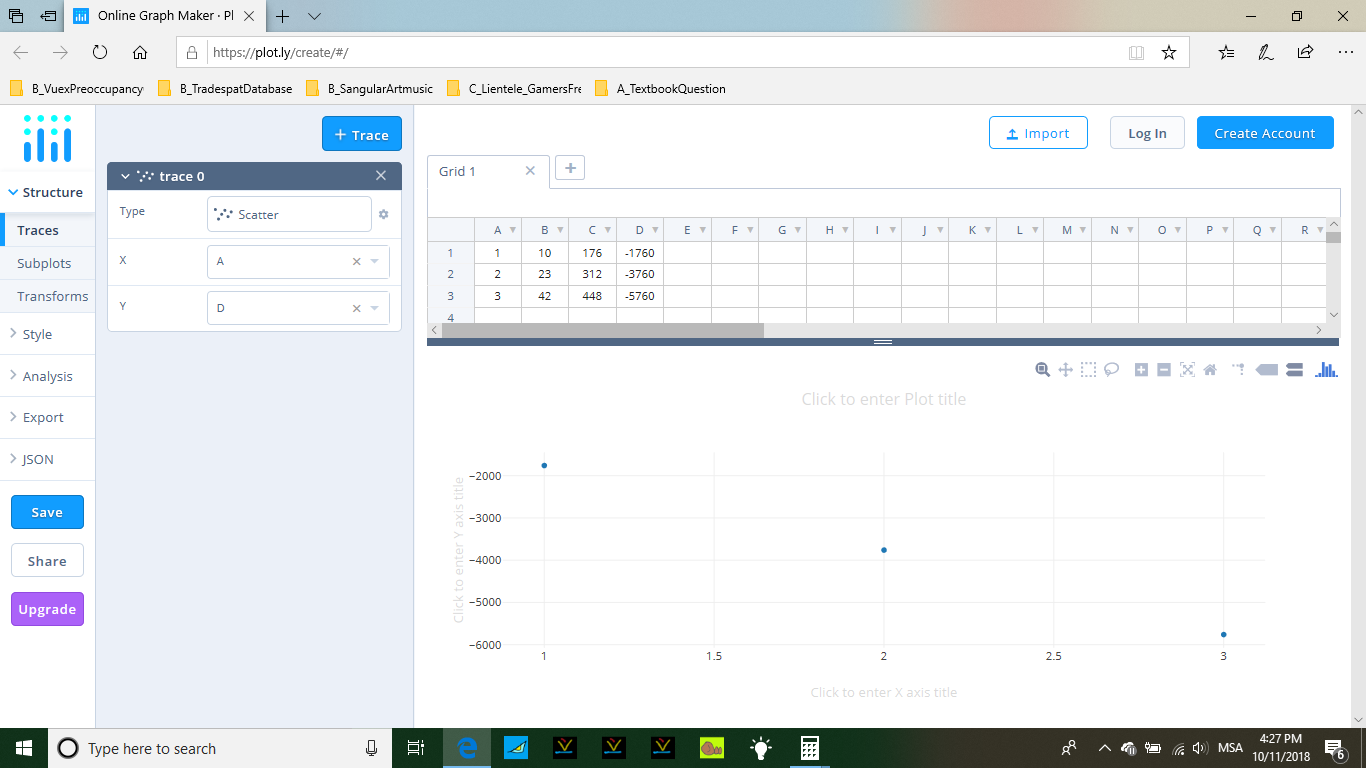 Online Graph Maker · Pl
https://plot.ly/create/#/
B_VuexPreoccupancy B_TradespatDatabase B_SangularArtmusic C_Lientele_GamersFre A_TextbookQuestion
+ Trace
Import Log In Create Account
trace 0
Grid 1
Structure
Type Scatter
Traces
Subplots
Transforms
X A
Y D
Style
Analysis
Export
JSON
Save
Share
Upgrade
A B C D E F G H I J K L M N O P Q R
1 1 10 176 -1760
2 2 23 312 -3760
3 3 42 448 -5760
4
Click to enter Plot title
Click to enter Y axis title
−2000
−3000
−4000
−5000
−6000
1 1.5 2 2.5 3
Click to enter X axis title
Type here to search
MSA
4:27 PM
10/11/2018
6